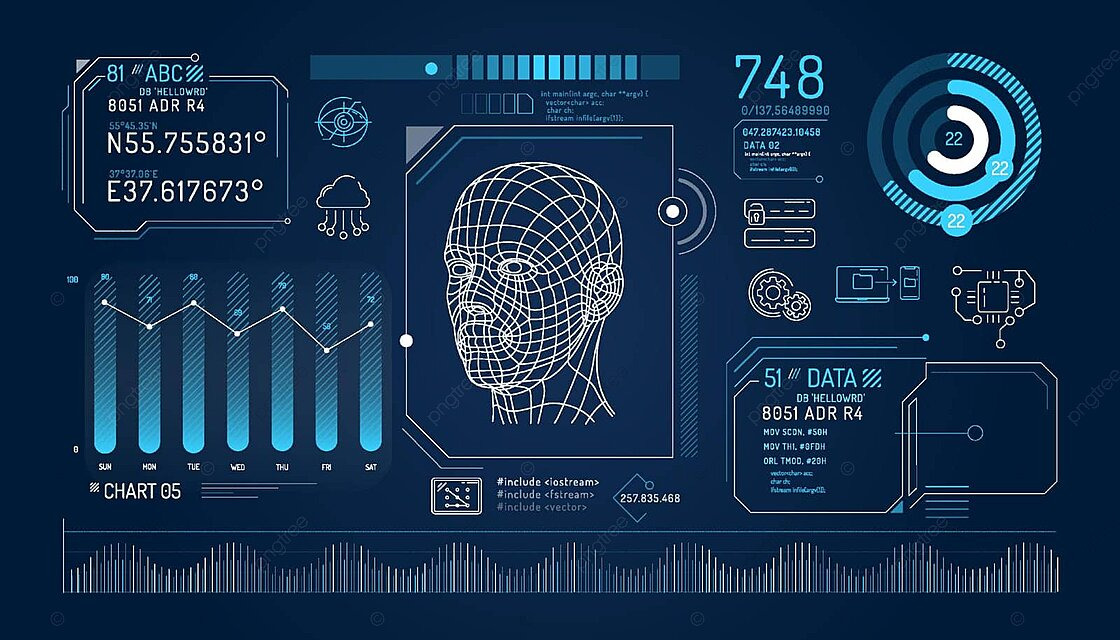 81 /// ABC
DB 'HELLOWRD'
8051 ADR R4
55°45.35'N
N55.755831°
37°37.06'E
E37.617673°
int main(int argc, char **argv) {
vector<char> acc;
char ch;
ifstream infile(argv[1]);
748
0/137.56489990
047.287423.10458
DATA 02
int main(int argc, char **argv) {
vector<char> acc;
char ch;
ifstream infile(argv[1]);
22
22
22
100
90
71
69
79
72
0
SUN MON TUE WED THU FRI SAT
CHART 05
#include <iostream>
#include <fstream>
#include <vector>
257.835.468
51 /// DATA
DB 'HELLOWRD'
8051 ADR R4
MOV SCON, #50H
MOV TH1, #0FDH
ORL TMOD, #20H
vector<char> acc;
char ch;
ifstream infile(argv[1]);
pngtree